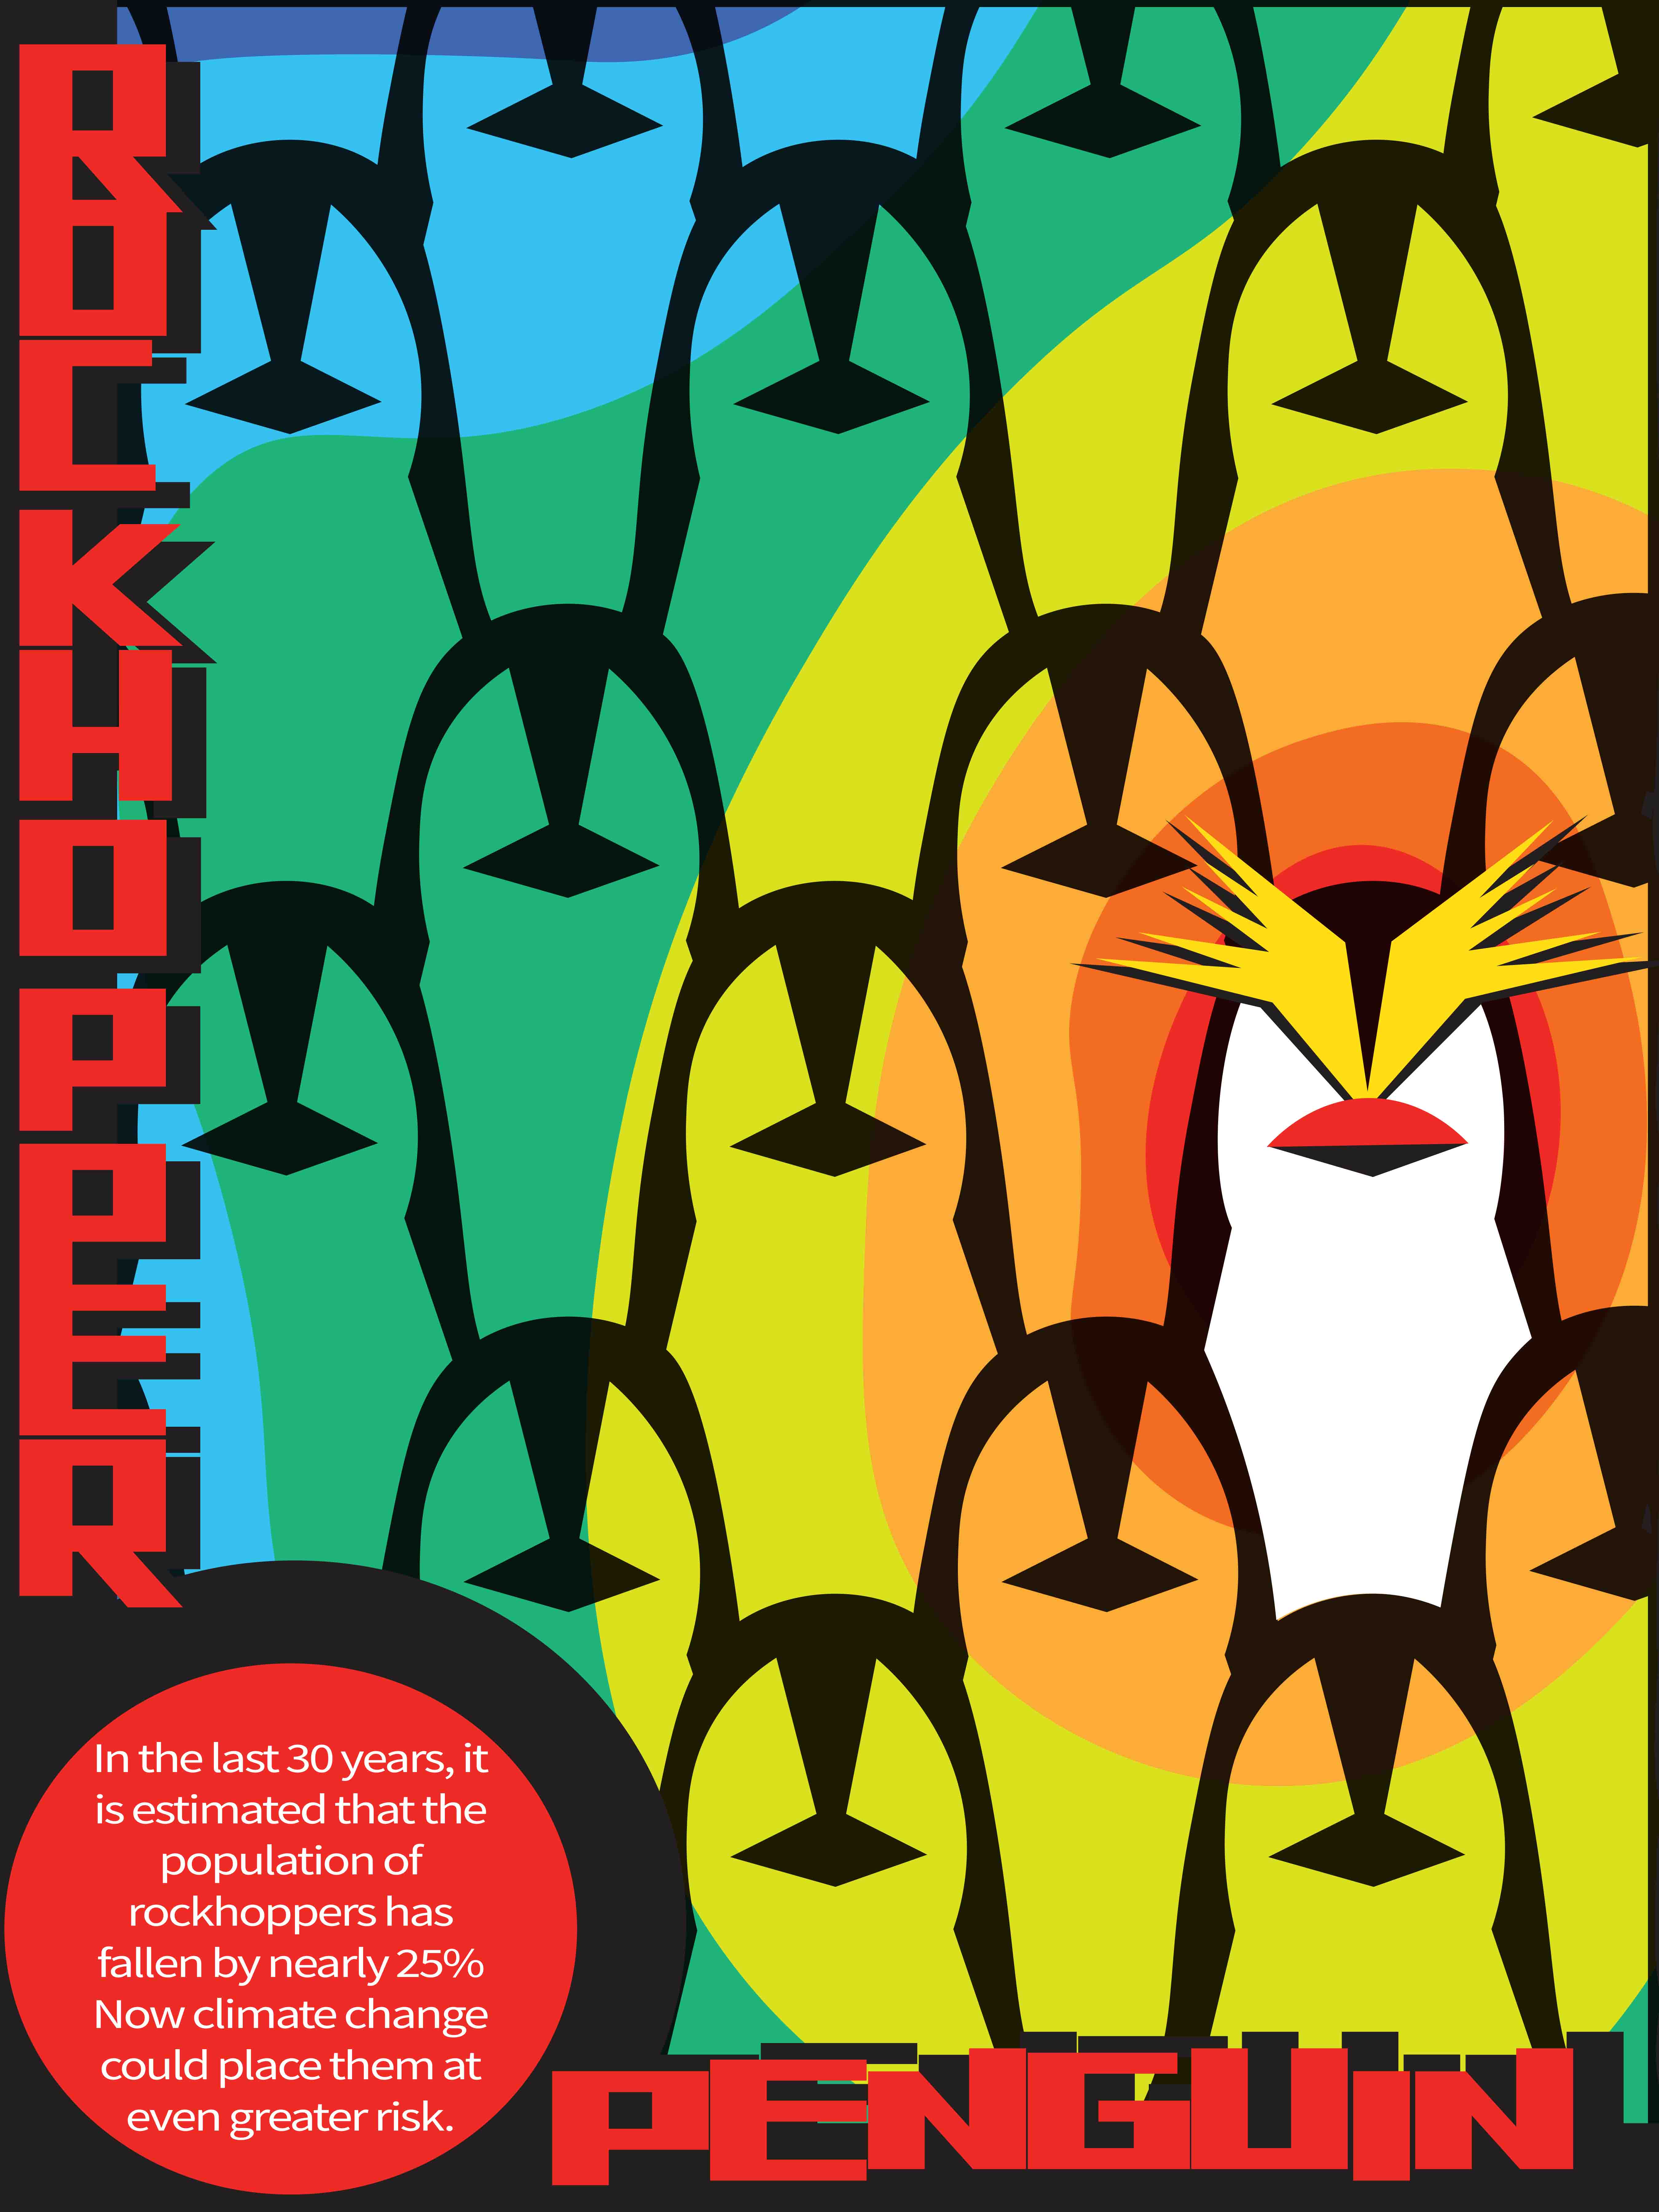 ROCKHOPPER
In the last 30 years, it
is estimated that the
population of
rockhoppers has
fallen by nearly 25%
Now climate change
could place them at
even greater risk.
PENGUIN